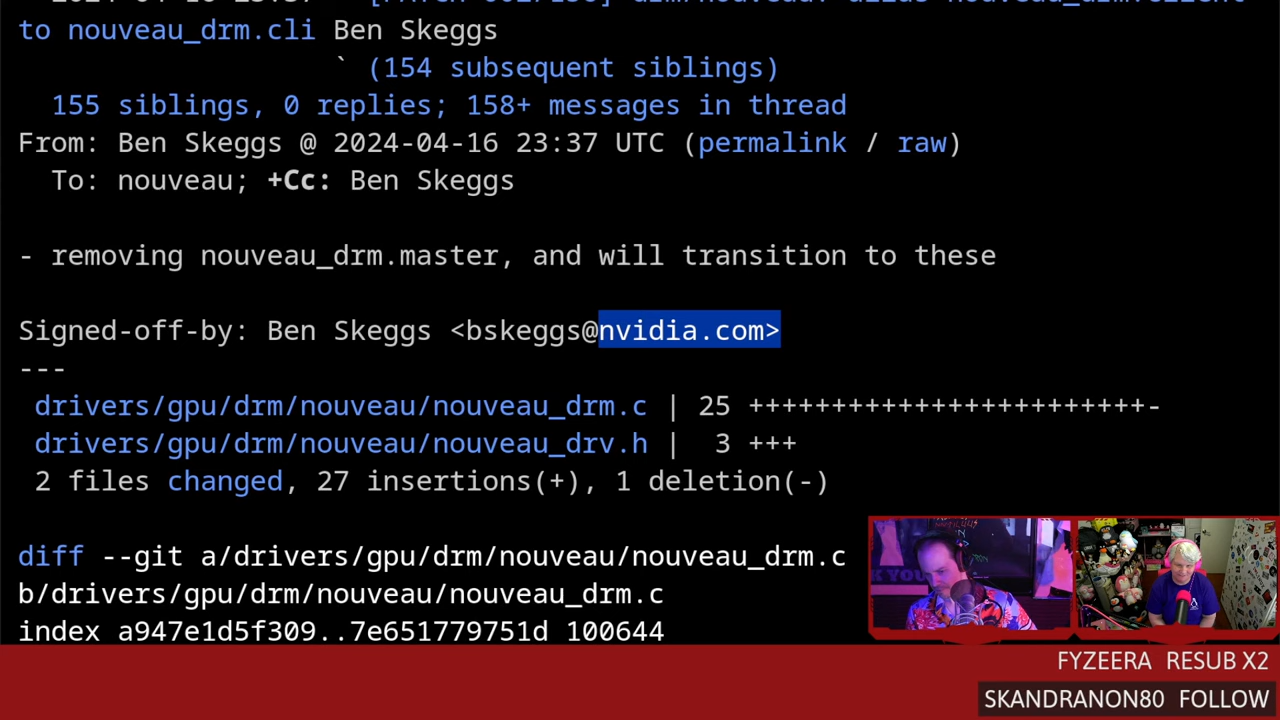 to nouveau_drm.cli Ben Skeggs
` (154 subsequent siblings)
155 siblings, 0 replies; 158+ messages in thread
From: Ben Skeggs @ 2024-04-16 23:37 UTC (permalink / raw)
To: nouveau; +Cc: Ben Skeggs
- removing nouveau_drm.master, and will transition to these
Signed-off-by: Ben Skeggs <bskeggs@nvidia.com>
---
drivers/gpu/drm/nouveau/nouveau_drm.c | 25 ++++++++++++++++++++++++-
drivers/gpu/drm/nouveau/nouveau_drv.h | 3 +++
2 files changed, 27 insertions(+), 1 deletion(-)
diff --git a/drivers/gpu/drm/nouveau/nouveau_drm.c
b/drivers/gpu/drm/nouveau/nouveau_drm.c
index a947e1d5f309..7e651779751d 100644
FYZEERA RESUB X2
SKANDRANON80 FOLLOW